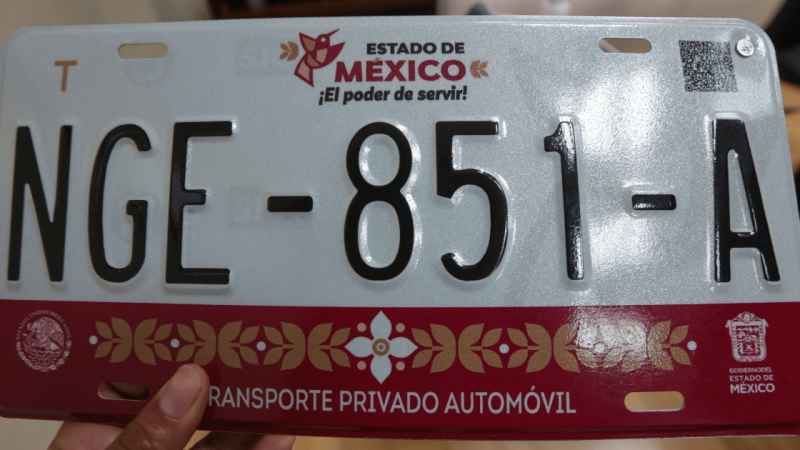 T
ESTADO DE
MÉXICO
¡El poder de servir!
NGE-851-A
GOBIERNO DEL
ESTADO DE
MÉXICO
TRANSPORTE PRIVADO AUTOMÓVIL